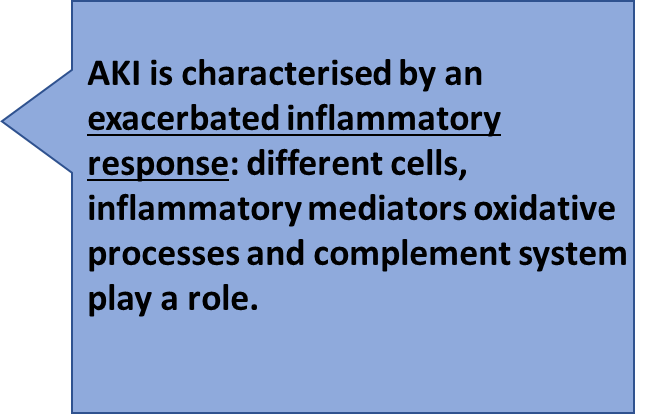 AKI is characterised by an
exacerbated inflammatory
response: different cells,
inflammatory mediators oxidative
processes and complement system
play a role.